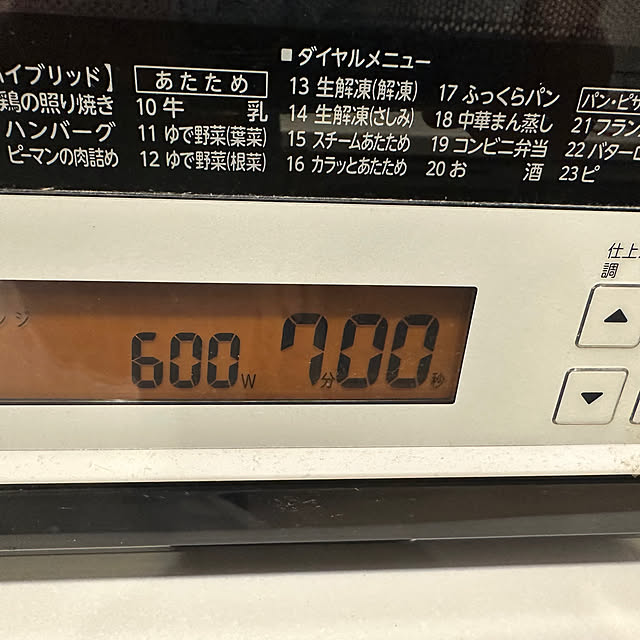 ■ダイヤルメニュー
イブリッド】
あたため
13 生解凍(解凍)
17 ふっくらパン
鶏の照り焼き
10 牛 乳
14 生解凍(さしみ)
18 中華まん蒸し
21 フラン
ハンバーグ
11 ゆで野菜(葉菜)
15 スチームあたため
19 コンビニ弁当
22 バターロ
ピーマンの肉詰め
12 ゆで野菜(根菜)
16 カラッとあたため
20 お 酒
23 ピ
パン・ピザ
仕上
調
ンジ
600W 7分00秒
▲
▼